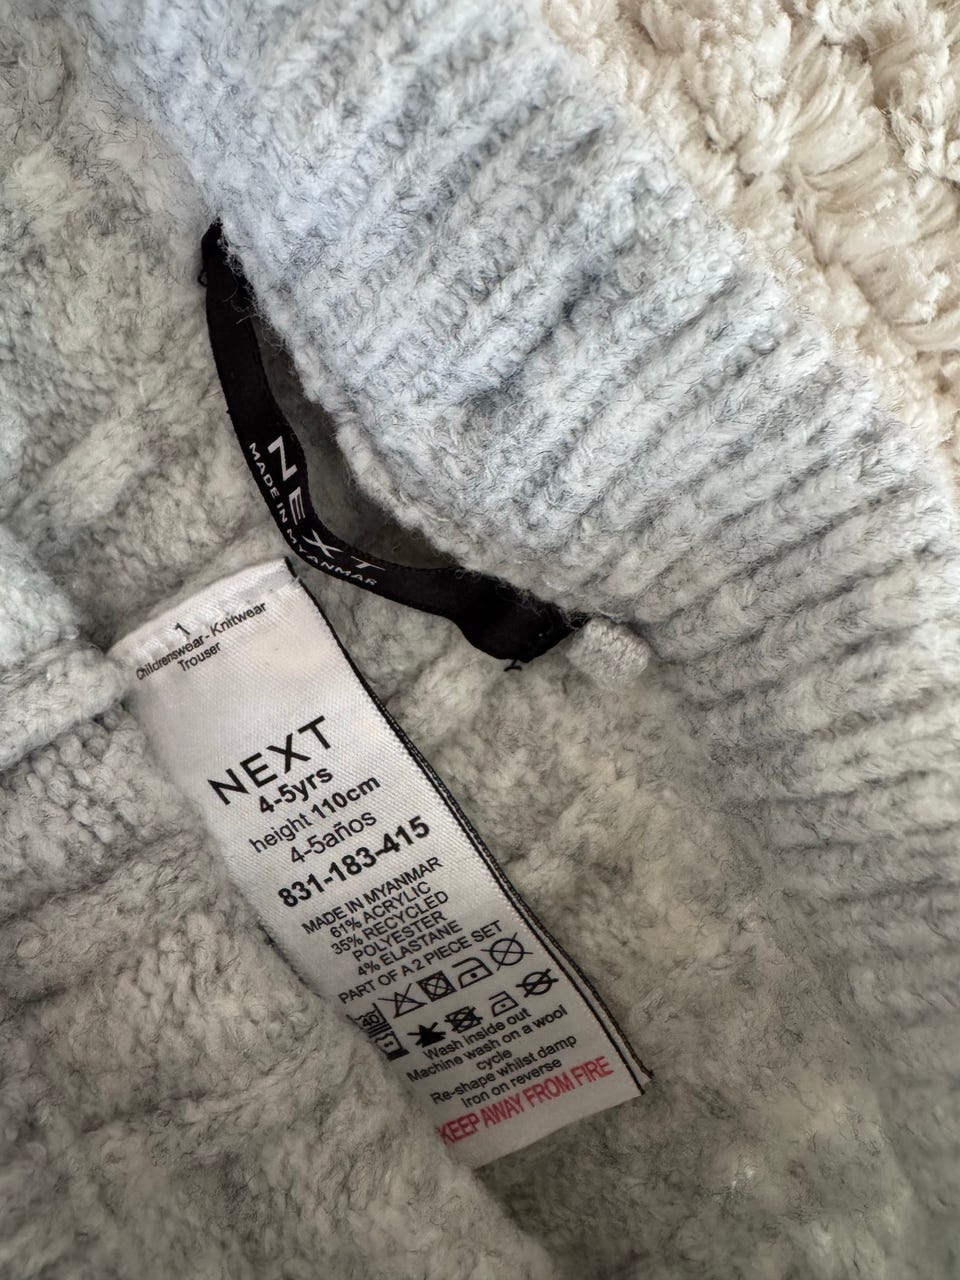 NEXT
MADE IN MYANMAR
1
Childrenswear - Knitwear
Trouser
NEXT
4-5yrs
height 110cm
4-5años
831-183-415
MADE IN MYANMAR
61% ACRYLIC
35% RECYCLED
POLYESTER
4% ELASTANE
PART OF A 2 PIECE SET
40
Wash inside out
Machine wash on a wool
cycle
Re-shape whilst damp
Iron on reverse
KEEP AWAY FROM FIRE